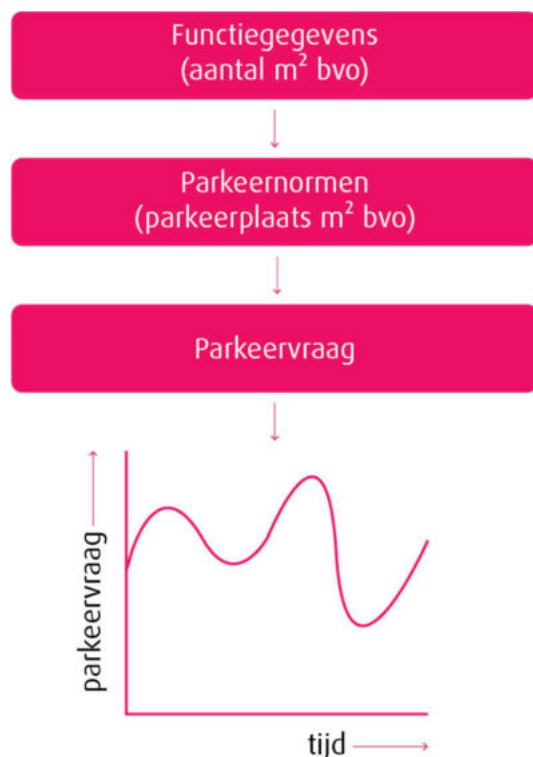 Functiegegevens
(aantal m² bvo)
Parkeernormen
(parkeerplaats m² bvo)
Parkeervraag
parkeervraag
tijd